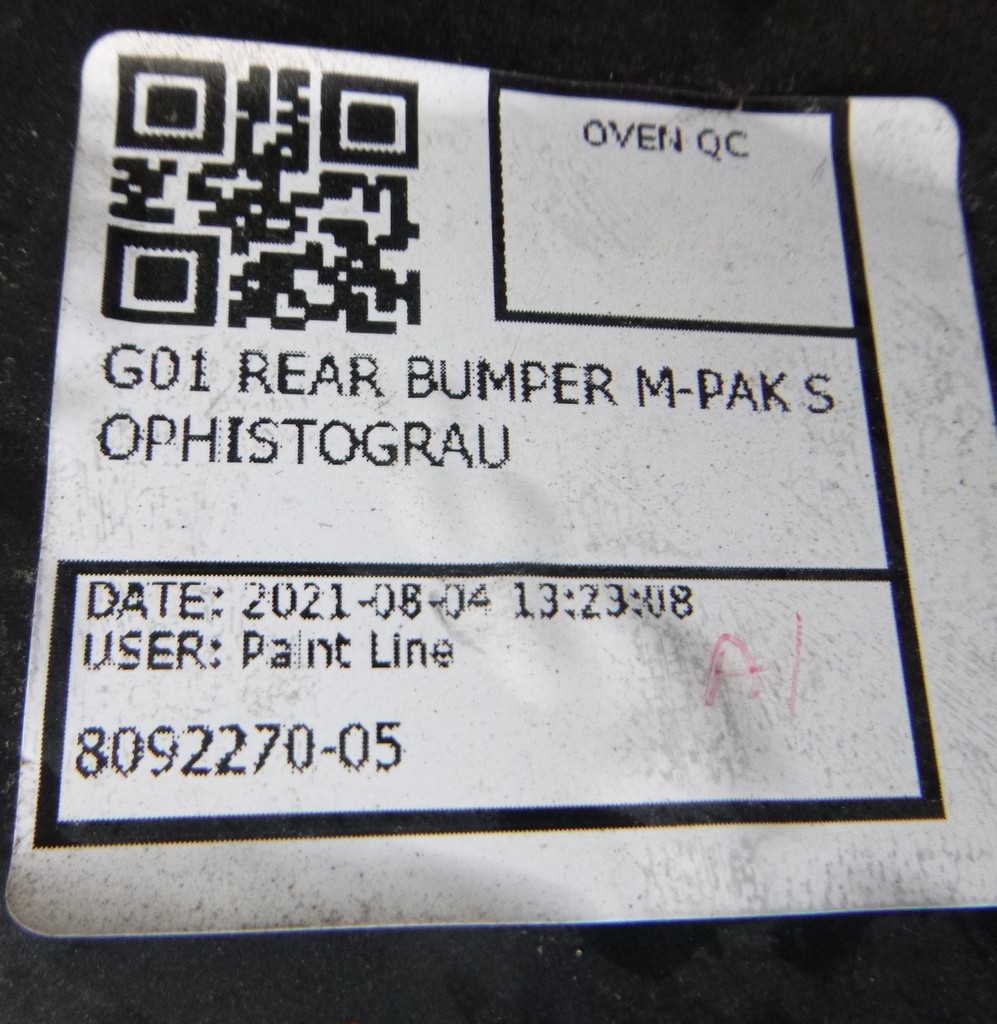 OVEN QC
G01 REAR BUMPER M-PAK S
OPHISTOGRAU
DATE: 2021-08-04 13:23:08
USER: Paint Line
A1
8092270-05